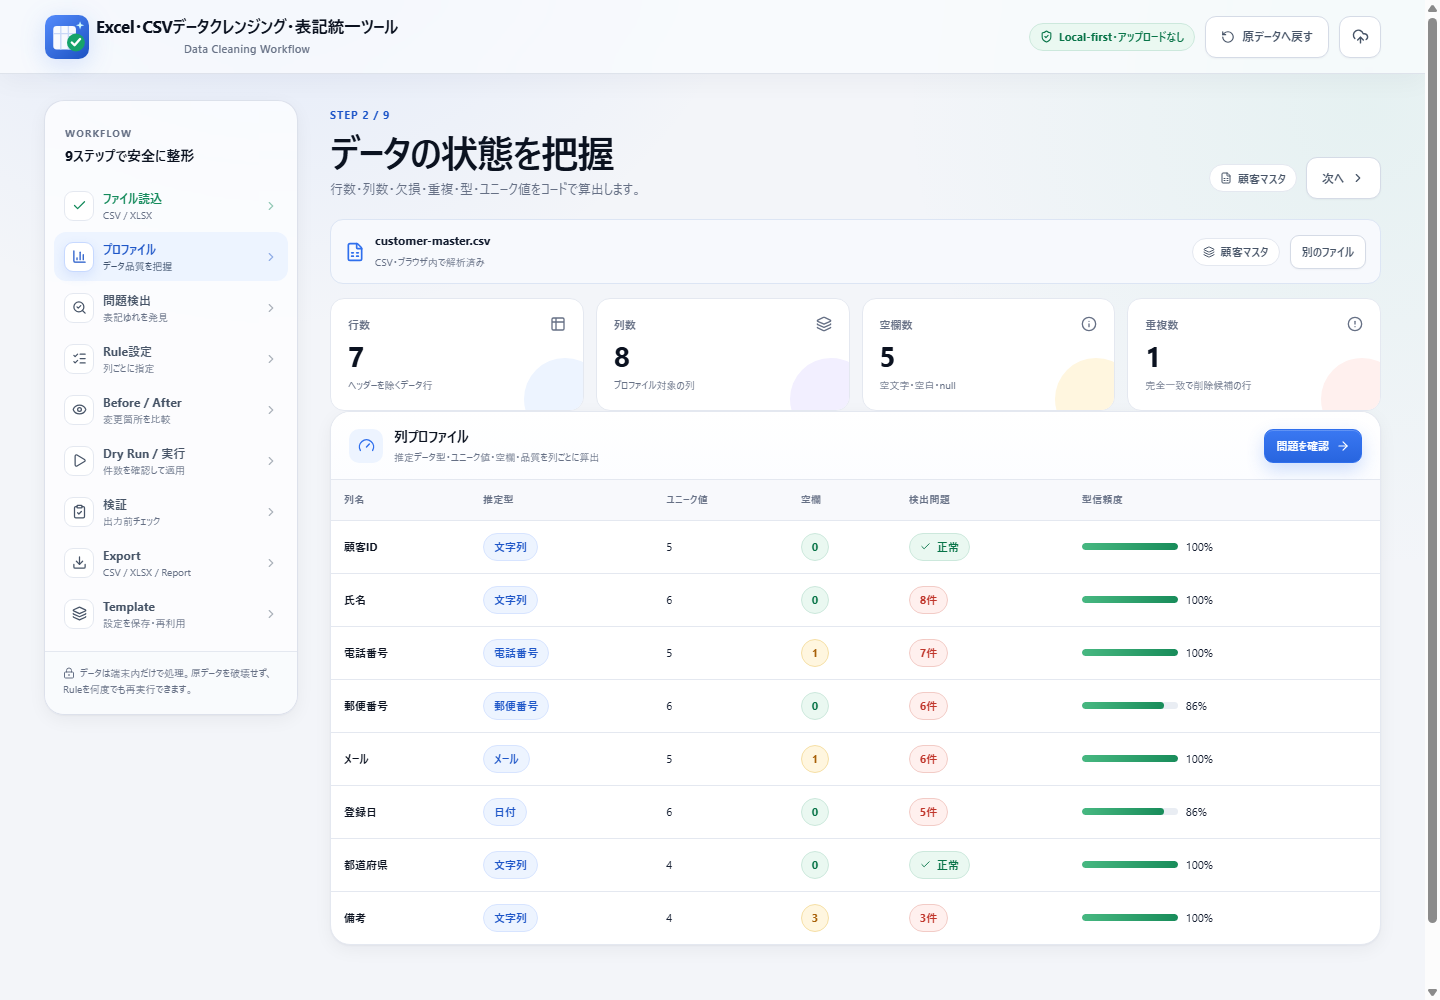 Excel・CSVデータクレンジング・表記統一ツール
Data Cleaning Workflow
Local-first・アップロードなし
原データへ戻す
WORKFLOW
9ステップで安全に整形
ファイル読込
CSV / XLSX
プロファイル
データ品質を把握
問題検出
表記ゆれを発見
Rule設定
列ごとに指定
Before / After
変更箇所を比較
Dry Run / 実行
件数を確認して適用
検証
出力前チェック
Export
CSV / XLSX / Report
Template
設定を保存・再利用
データは端末内だけで処理。原データを破壊せず、
Ruleを何度でも再実行できます。
STEP 2 / 9
データの状態を把握
行数・列数・欠損・重複・型・ユニーク値をコードで算出します。
顧客マスタ
次へ
customer-master.csv
CSV・ブラウザ内で解析済み
顧客マスタ
別のファイル
行数
7
ヘッダーを除くデータ行
列数
8
プロファイル対象の列
空欄数
5
空文字・空白・null
重複数
1
完全一致で削除候補の行
列プロファイル
推定データ型・ユニーク値・空欄・品質を列ごとに算出
問題を確認
列名 推定型 ユニーク値 空欄 検出問題 型信頼度
顧客ID 文字列 5 0 正常 100%
氏名 文字列 6 0 8件 100%
電話番号 電話番号 5 1 7件 100%
郵便番号 郵便番号 6 0 6件 86%
メール メール 5 1 6件 100%
登録日 日付 6 0 5件 86%
都道府県 文字列 4 0 正常 100%
備考 文字列 4 3 3件 100%